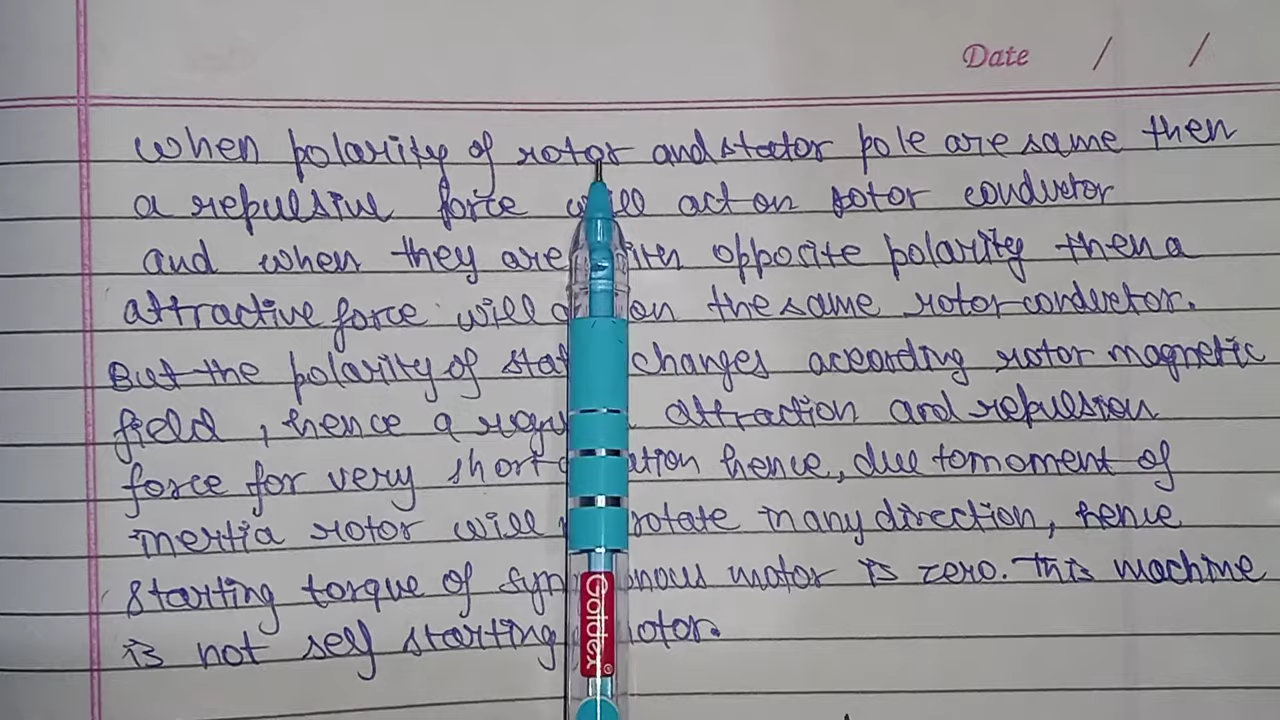 Date / /
when polarity of rotor and stator pole are same then
a repulsive force will act on rotor conductor
and when they are with opposite polarity then a
attractive force will on the same rotor conductor.
But the polarity of changes according rotor magnetic
field, hence a attraction and repulsion
force for very short hence, due to moment of
inertia rotor will rotate in any direction, hence
starting torque of synchronous motor is zero. This machine
is not self starting motor.
Goldex®